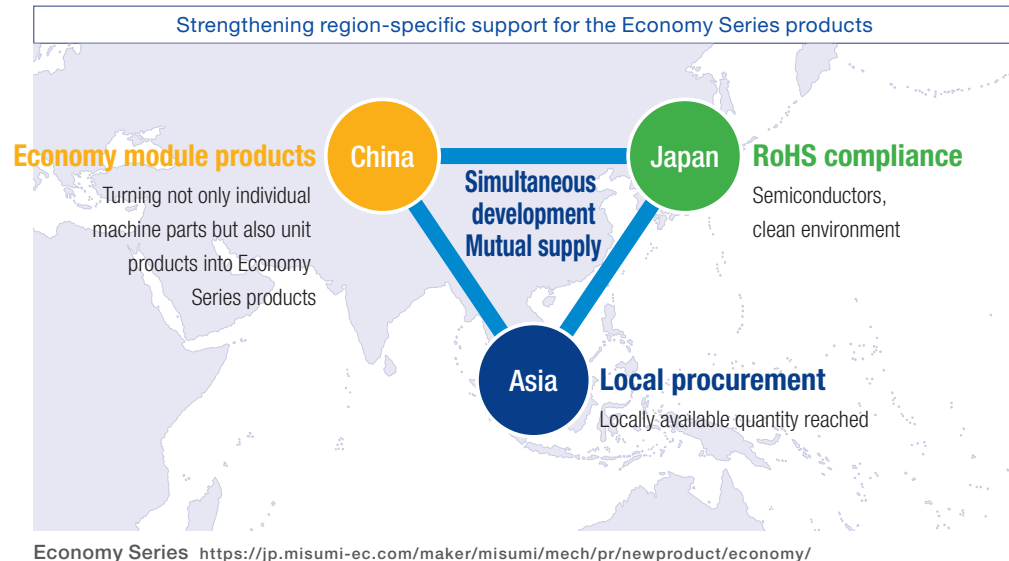 Strengthening region-specific support for the Economy Series products
Economy module products
Turning not only individual
machine parts but also unit
products into Economy
Series products
China
Simultaneous
development
Mutual supply
Japan
RoHS compliance
Semiconductors,
clean environment
Asia
Local procurement
Locally available quantity reached
Economy Series https://jp.misumi-ec.com/maker/misumi/mech/pr/newproduct/economy/